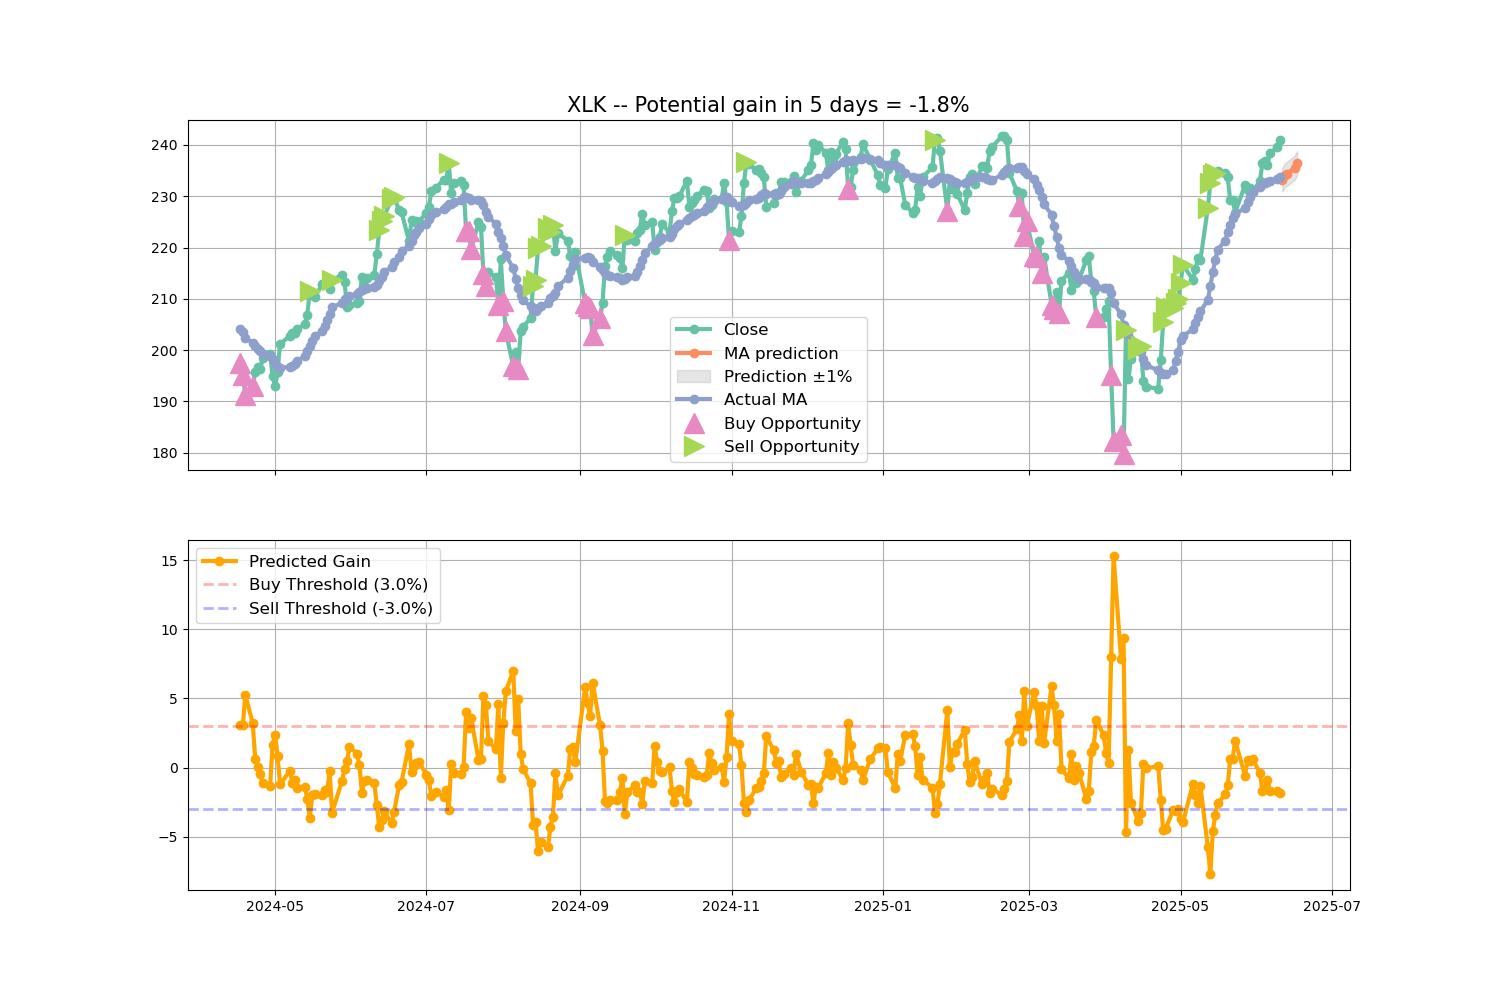 XLK -- Potential gain in 5 days = -1.8%
240
230
220
210
200
190
180
Close
MA prediction
Prediction ±1%
Actual MA
Buy Opportunity
Sell Opportunity
15
10
5
0
−5
Predicted Gain
Buy Threshold (3.0%)
Sell Threshold (-3.0%)
2024-05
2024-07
2024-09
2024-11
2025-01
2025-03
2025-05
2025-07